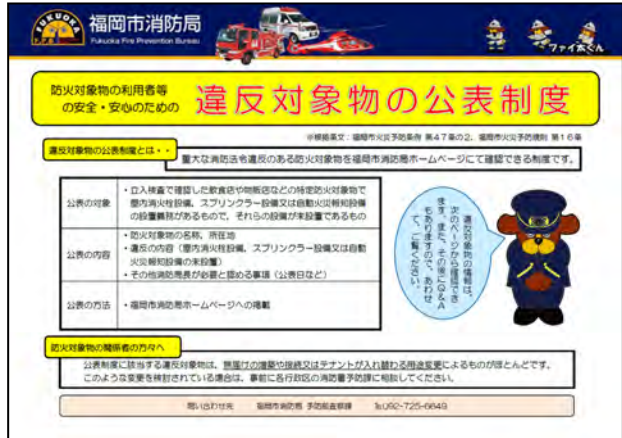 FUKUOKA
福岡市消防局
Fukuoka Fire Prevention Bureau
ファイ太くん
防火対象物の利用者等
の安全・安心のための
違反対象物の公表制度
※根拠条文：福岡市火災予防条例 第47条の2、福岡市火災予防規則 第16条
違反対象物の公表制度とは・・
重大な消防法令違反のある防火対象物を福岡市消防局ホームページにて確認できる制度です。
公表の対象
・立入検査で確認した飲食店や物販店などの特定防火対象物で
屋内消火栓設備、スプリンクラー設備又は自動火災報知設備
の設置義務があるもので、それらの設備が未設置であるもの
公表の内容
・防火対象物の名称、所在地
・違反の内容（屋内消火栓設備、スプリンクラー設備又は自動
火災報知設備の未設置）
・その他消防局長が必要と認める事項（公表日など）
公表の方法
・福岡市消防局ホームページへの掲載
違反対象物の情報は、
次のページから確認でき
ます。また、その後にQ&A
もありますので、あわせ
て、ご覧ください。
防火対象物の関係者の方々へ
公表制度に該当する違反対象物は、無届けの増築や接続又はテナントが入れ替わる用途変更によるものがほとんどです。
このような変更を検討されている場合は、事前に各行政区の消防署予防課に相談してください。
問い合わせ先 福岡市消防局 予防部査察課 ℡092-725-6649